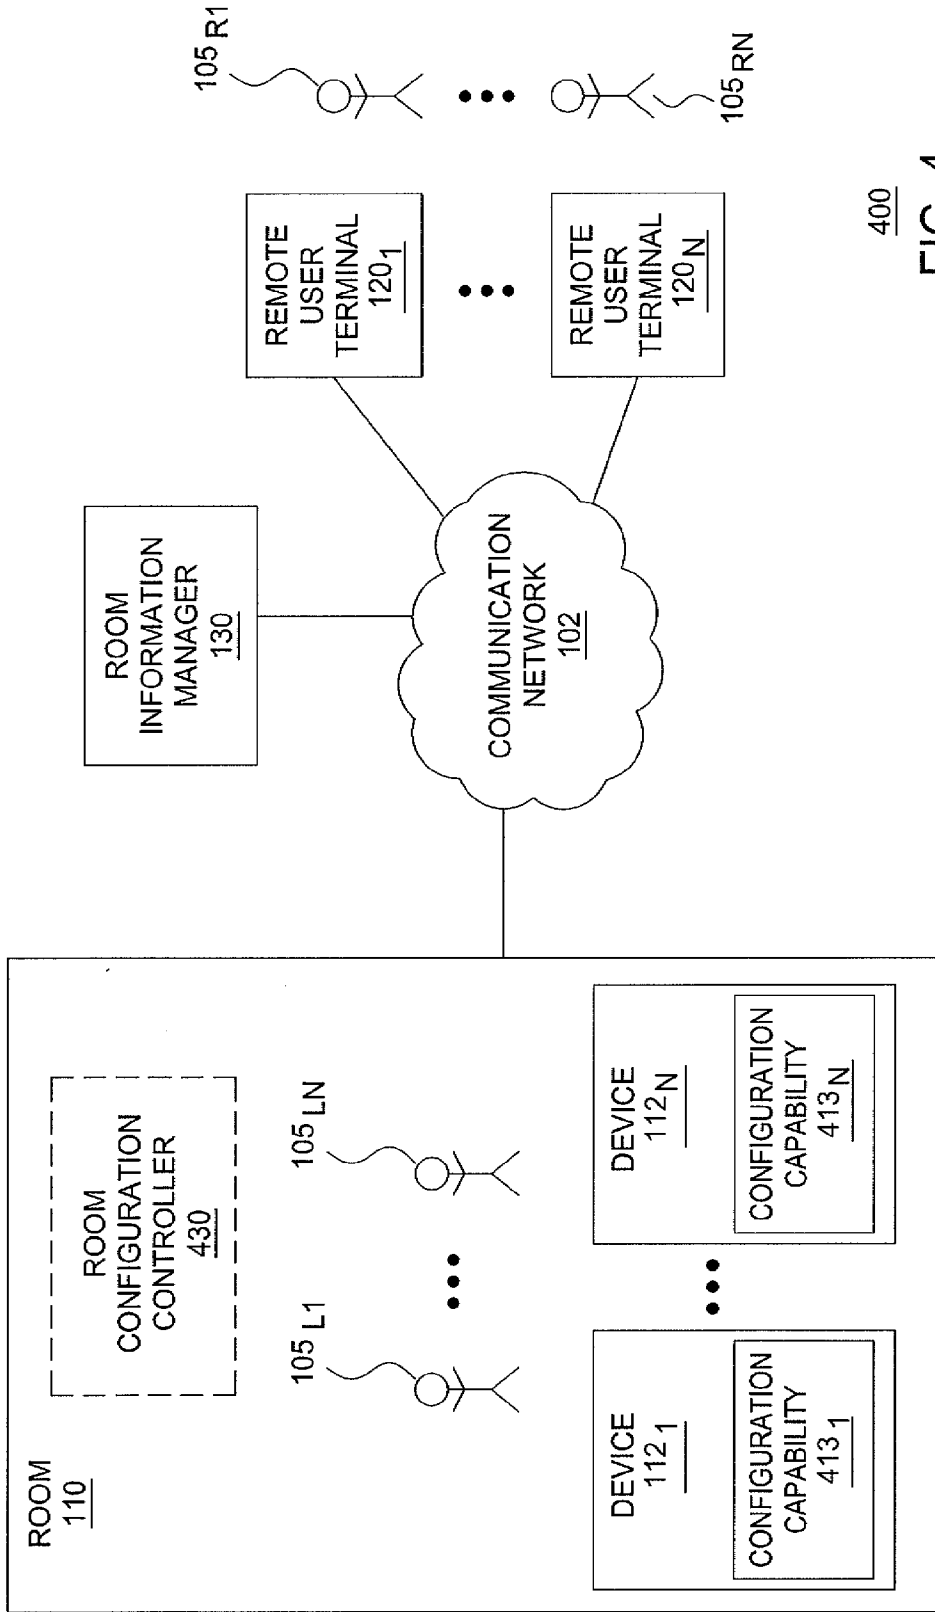 ROOM
110
ROOM
CONFIGURATION
CONTROLLER
430
105 L1
105 LN
DEVICE
112 1
CONFIGURATION
CAPABILITY
413 1
DEVICE
112 N
CONFIGURATION
CAPABILITY
413 N
ROOM
INFORMATION
MANAGER
130
COMMUNICATION
NETWORK
102
REMOTE
USER
TERMINAL
120 1
REMOTE
USER
TERMINAL
120 N
105 R1
105 RN
400
FIG. 4